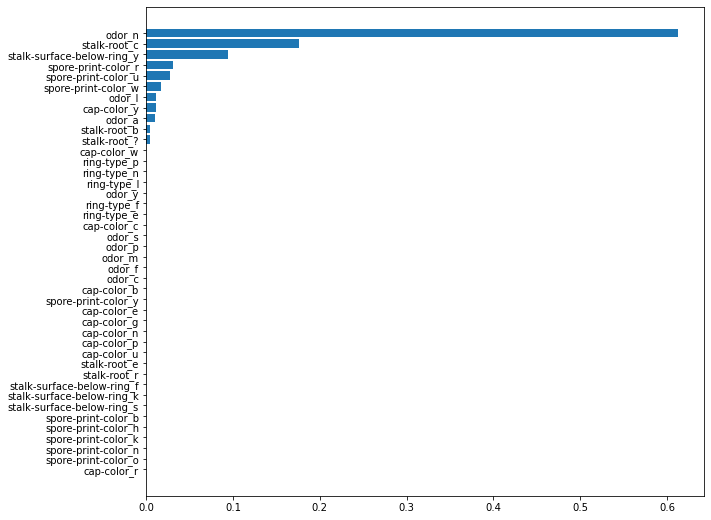 odor_n
stalk-root_c
stalk-surface-below-ring_y
spore-print-color_r
spore-print-color_u
spore-print-color_w
odor_l
cap-color_y
odor_a
stalk-root_b
stalk-root_?
cap-color_w
ring-type_p
ring-type_n
ring-type_l
odor_y
ring-type_f
ring-type_e
cap-color_c
odor_s
odor_p
odor_m
odor_f
odor_c
cap-color_b
spore-print-color_y
cap-color_e
cap-color_g
cap-color_n
cap-color_p
cap-color_u
stalk-root_e
stalk-root_r
stalk-surface-below-ring_f
stalk-surface-below-ring_k
stalk-surface-below-ring_s
spore-print-color_b
spore-print-color_h
spore-print-color_k
spore-print-color_n
spore-print-color_o
cap-color_r
0.0 0.1 0.2 0.3 0.4 0.5 0.6